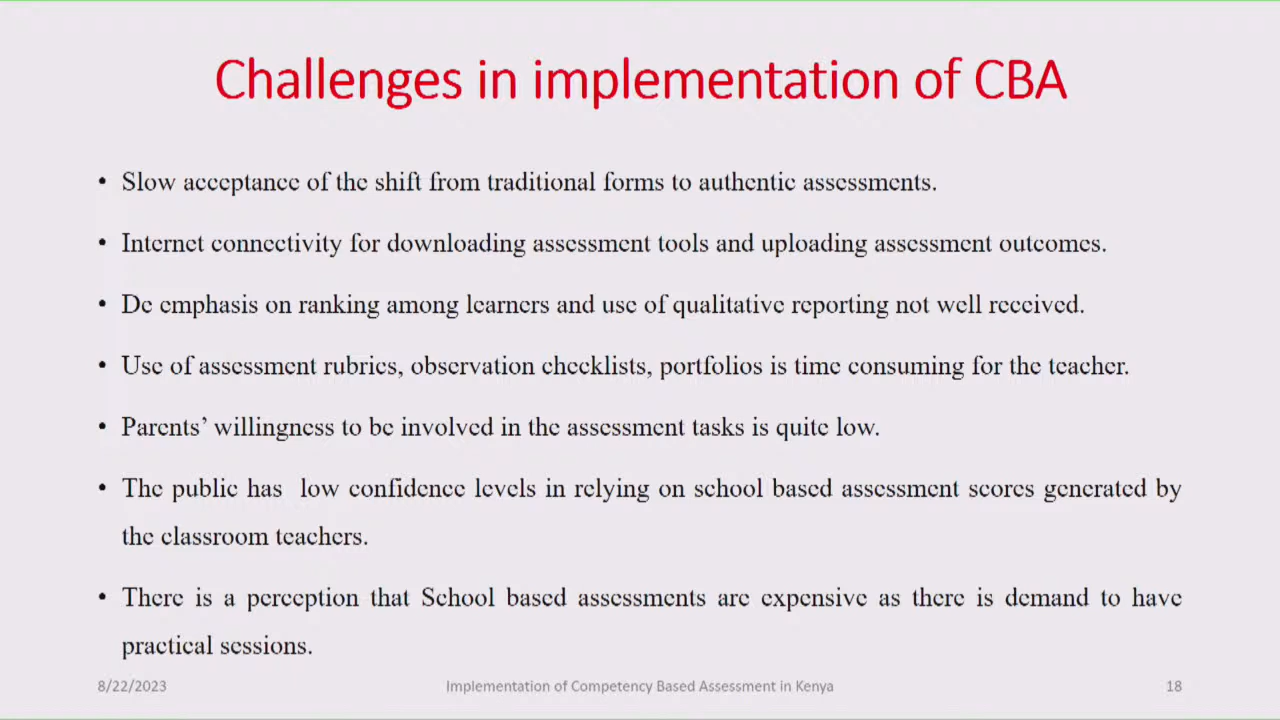 Challenges in implementation of CBA
• Slow acceptance of the shift from traditional forms to authentic assessments.
• Internet connectivity for downloading assessment tools and uploading assessment outcomes.
• De emphasis on ranking among learners and use of qualitative reporting not well received.
• Use of assessment rubrics, observation checklists, portfolios is time consuming for the teacher.
• Parents’ willingness to be involved in the assessment tasks is quite low.
• The public has low confidence levels in relying on school based assessment scores generated by
the classroom teachers.
• There is a perception that School based assessments are expensive as there is demand to have
practical sessions.
8/22/2023
Implementation of Competency Based Assessment in Kenya
18